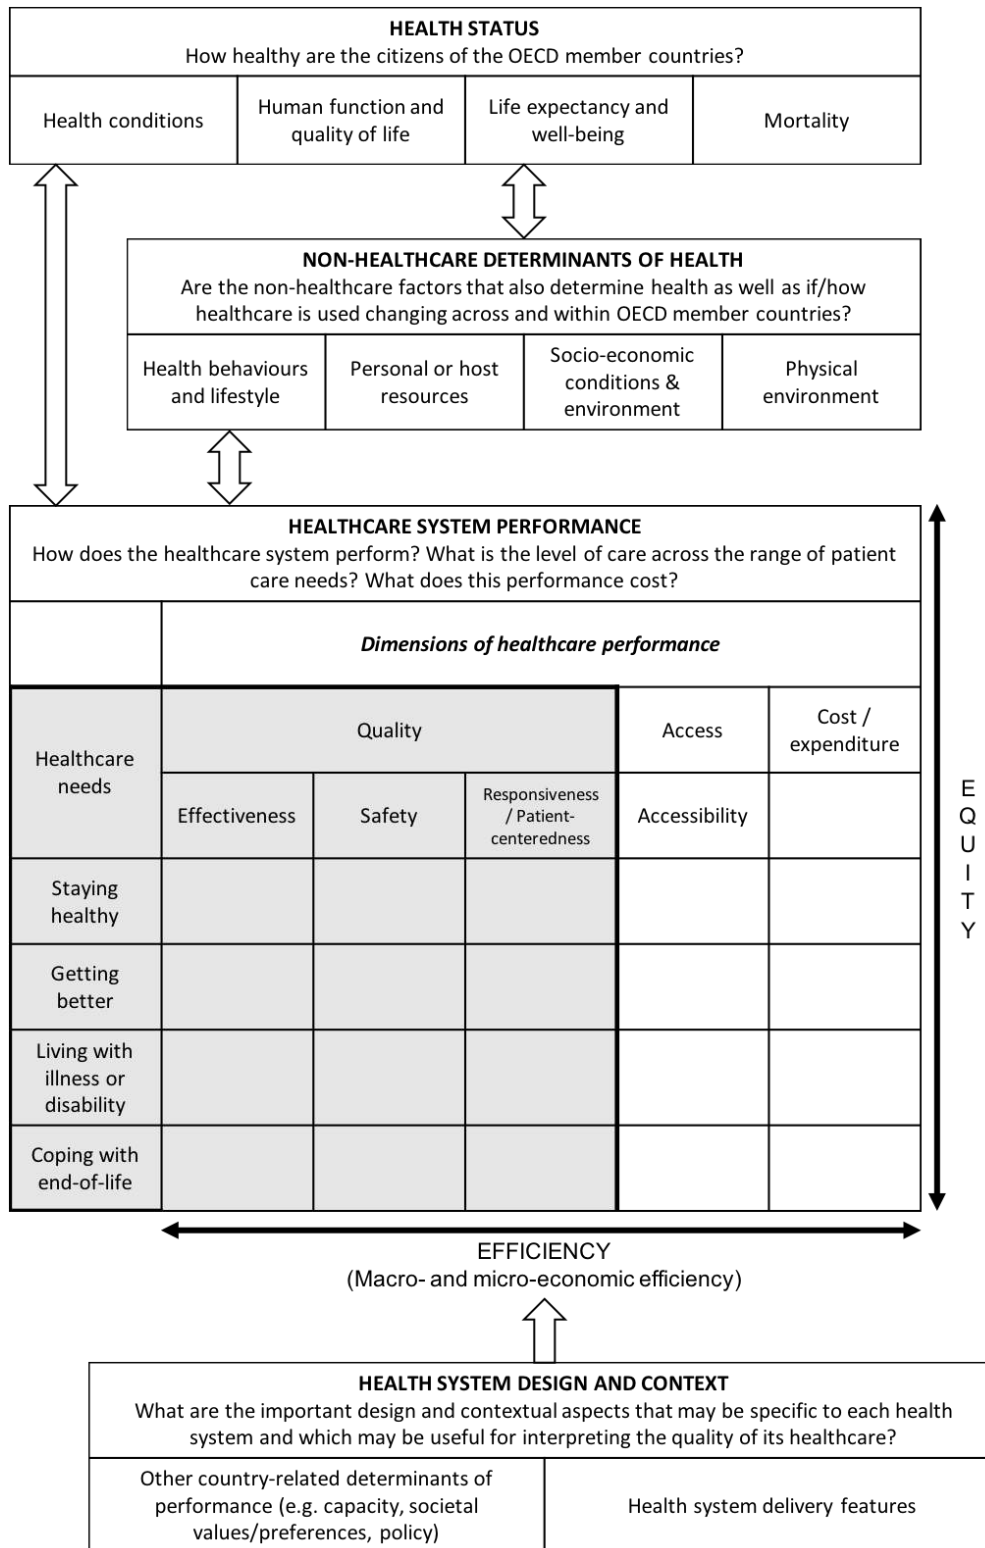 HEALTH STATUS
How healthy are the citizens of the OECD member countries?
Health conditions
Human function and
quality of life
Life expectancy and
well-being
Mortality
NON-HEALTHCARE DETERMINANTS OF HEALTH
Are the non-healthcare factors that also determine health as well as if/how
healthcare is used changing across and within OECD member countries?
Health behaviours
and lifestyle
Personal or host
resources
Socio-economic
conditions &
environment
Physical
environment
HEALTHCARE SYSTEM PERFORMANCE
How does the healthcare system perform? What is the level of care across the range of patient
care needs? What does this performance cost?
Dimensions of healthcare performance
Healthcare
needs
Quality
Access
Cost /
expenditure
Effectiveness
Safety
Responsiveness
/ Patient-
centeredness
Accessibility
Staying
healthy
Getting
better
Living with
illness or
disability
Coping with
end-of-life
E
Q
U
I
T
Y
EFFICIENCY
(Macro- and micro-economic efficiency)
HEALTH SYSTEM DESIGN AND CONTEXT
What are the important design and contextual aspects that may be specific to each health
system and which may be useful for interpreting the quality of its healthcare?
Other country-related determinants of
performance (e.g. capacity, societal
values/preferences, policy)
Health system delivery features